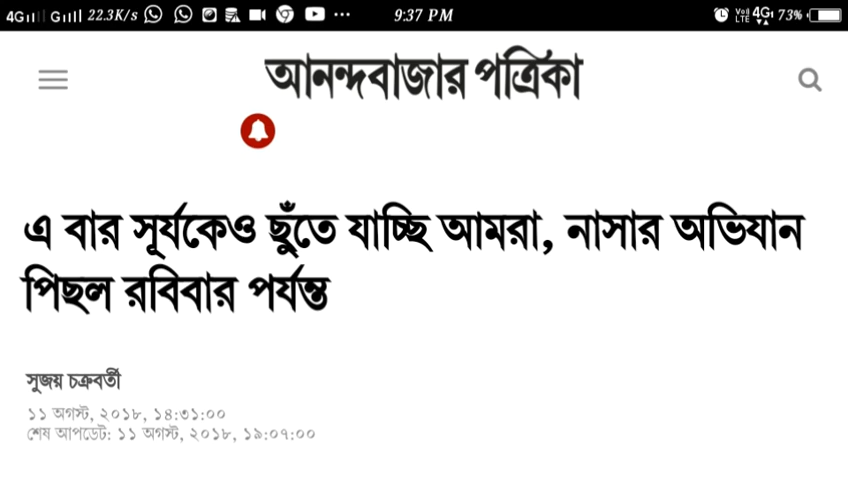 4G G 22.3K/s 9:37 PM VoD LTE 4G 73%
আনন্দবাজার পত্রিকা
এ বার সূর্যকেও ছুঁতে যাচ্ছি আমরা, নাসার অভিযান
পিছল রবিবার পর্যন্ত
সুজয় চক্রবর্তী
১১ অগস্ট, ২০১৮, ১৪:৩১:০০
শেষ আপডেট: ১১ অগস্ট, ২০১৮, ১৯:০৭:০০